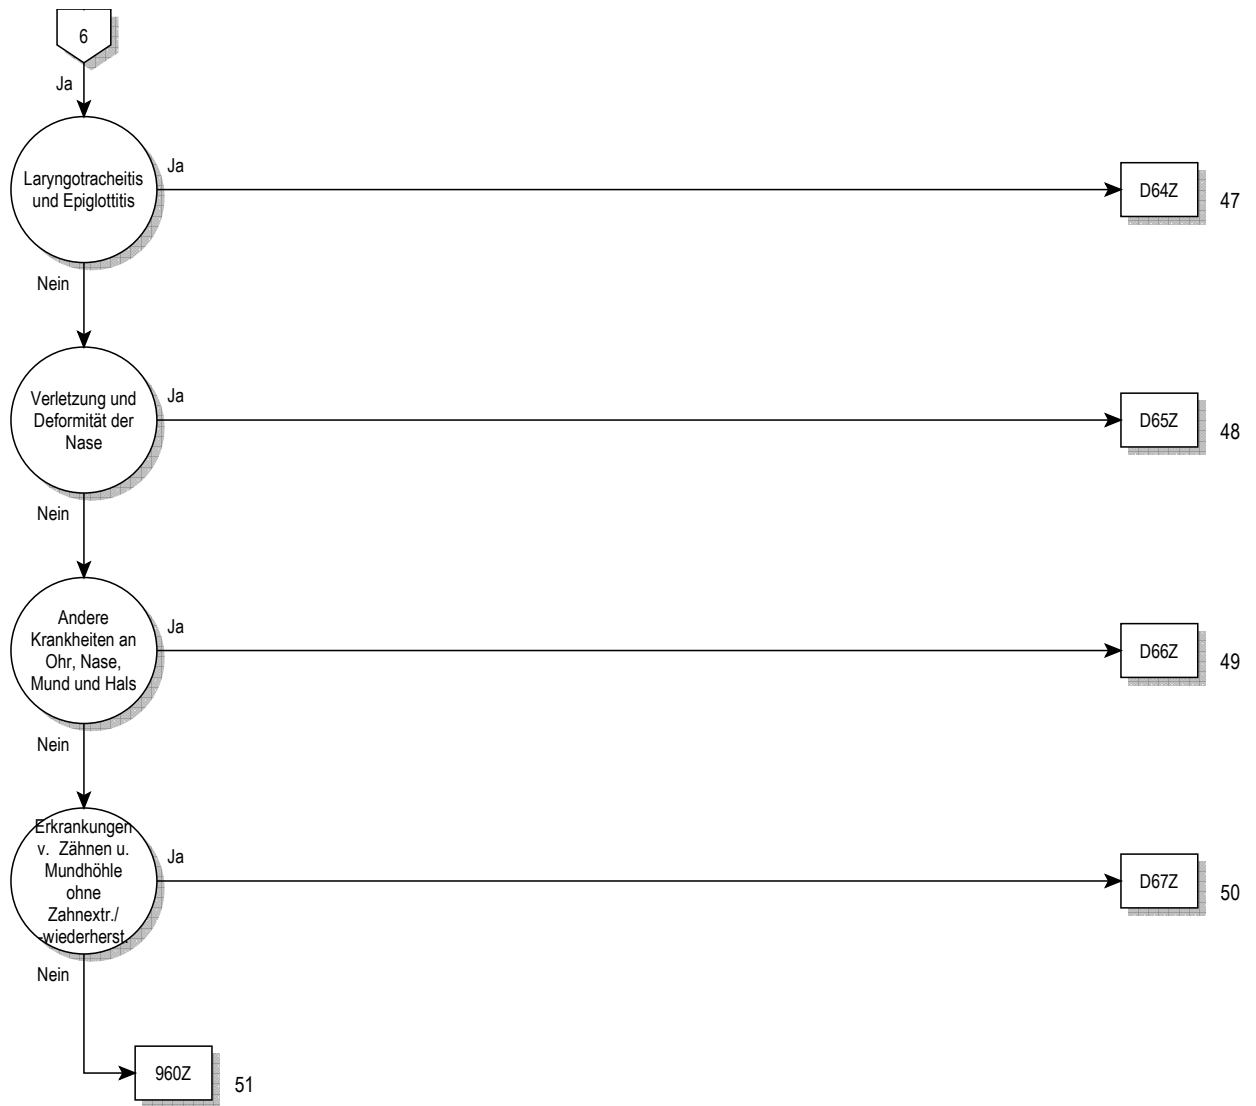 6
Ja
Laryngotracheitis
und Epiglottitis
Ja
D64Z
47
Nein
Verletzung und
Deformität der
Nase
Ja
D65Z
48
Nein
Andere
Krankheiten an
Ohr, Nase,
Mund und Hals
Ja
D66Z
49
Nein
Erkrankungen
v. Zähnen u.
Mundhöhle
ohne
Zahnextr./
-wiederherst.
Ja
D67Z
50
Nein
960Z
51